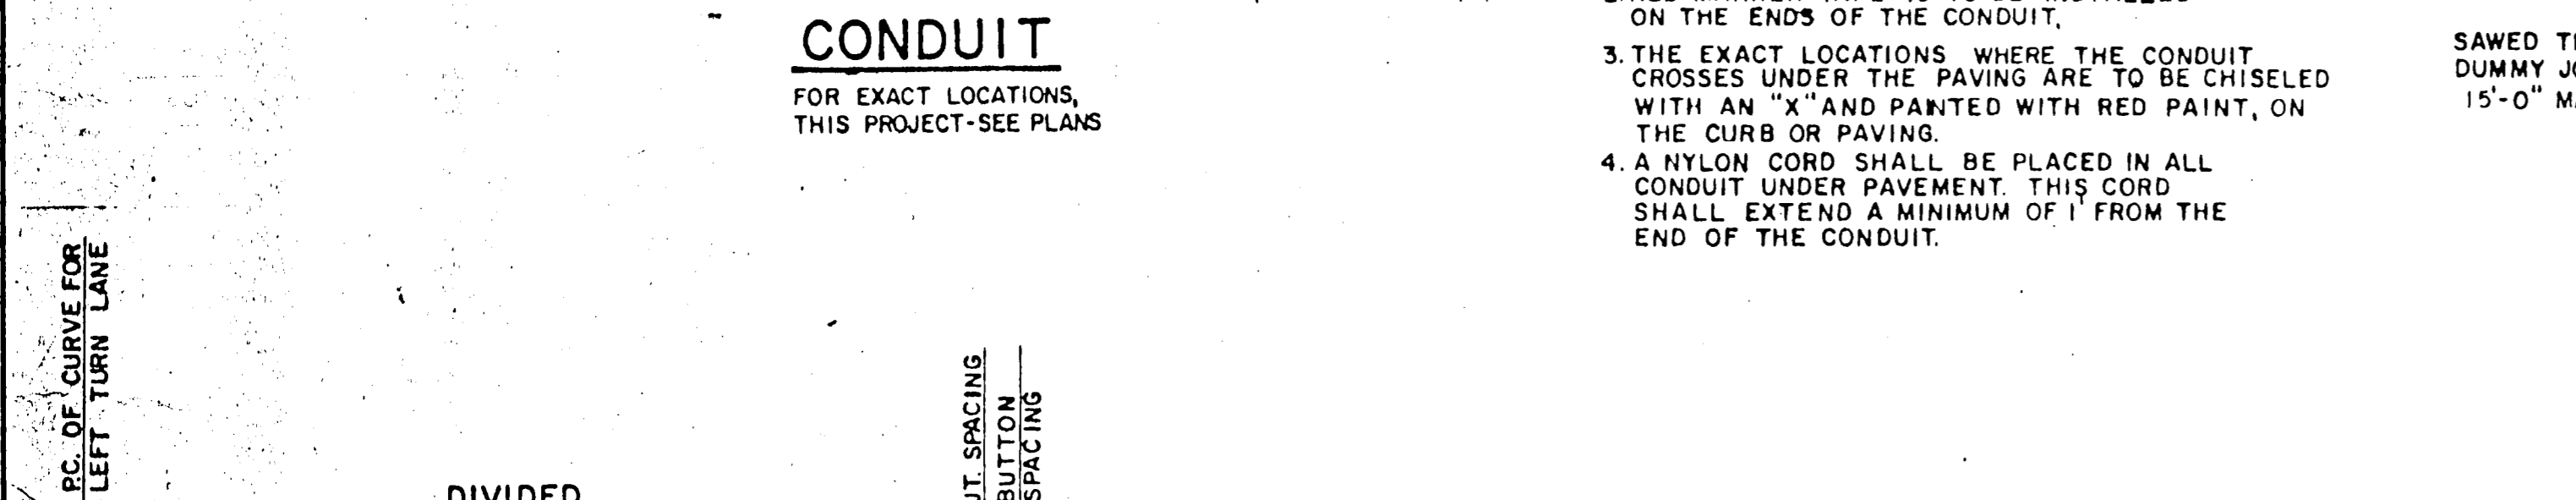 CONDUIT
FOR EXACT LOCATIONS,
THIS PROJECT-SEE PLANS
ON THE ENDS OF THE CONDUIT,
3. THE EXACT LOCATIONS WHERE THE CONDUIT
CROSSES UNDER THE PAVING ARE TO BE CHISELED
WITH AN "X" AND PAINTED WITH RED PAINT, ON
THE CURB OR PAVING.
4. A NYLON CORD SHALL BE PLACED IN ALL
CONDUIT UNDER PAVEMENT. THIS CORD
SHALL EXTEND A MINIMUM OF 1' FROM THE
END OF THE CONDUIT.
SAWED
DUMMY
15'-0"
P.C. OF CURVE FOR
LEFT TURN LANE
SPACING
BUTTON
SPACING
DIVIDED